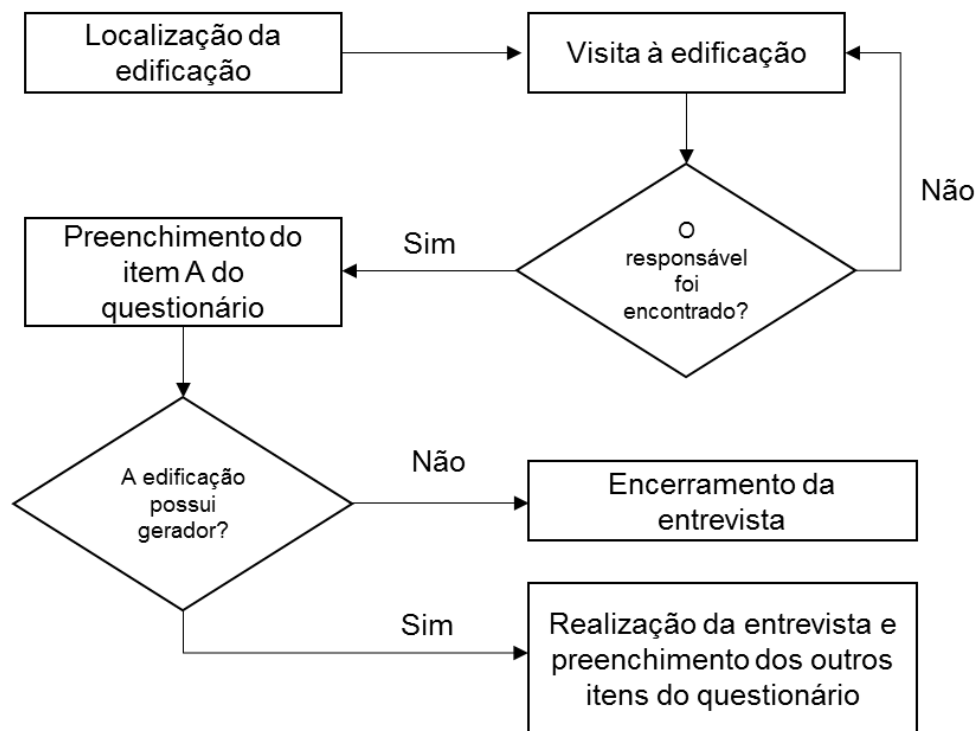 Localização da
edificação
Visita à edificação
Não
O
responsável
foi
encontrado?
Sim
Preenchimento do
item A do
questionário
A edificação
possui
gerador?
Não
Encerramento da
entrevista
Sim
Realização da entrevista e
preenchimento dos outros
itens do questionário